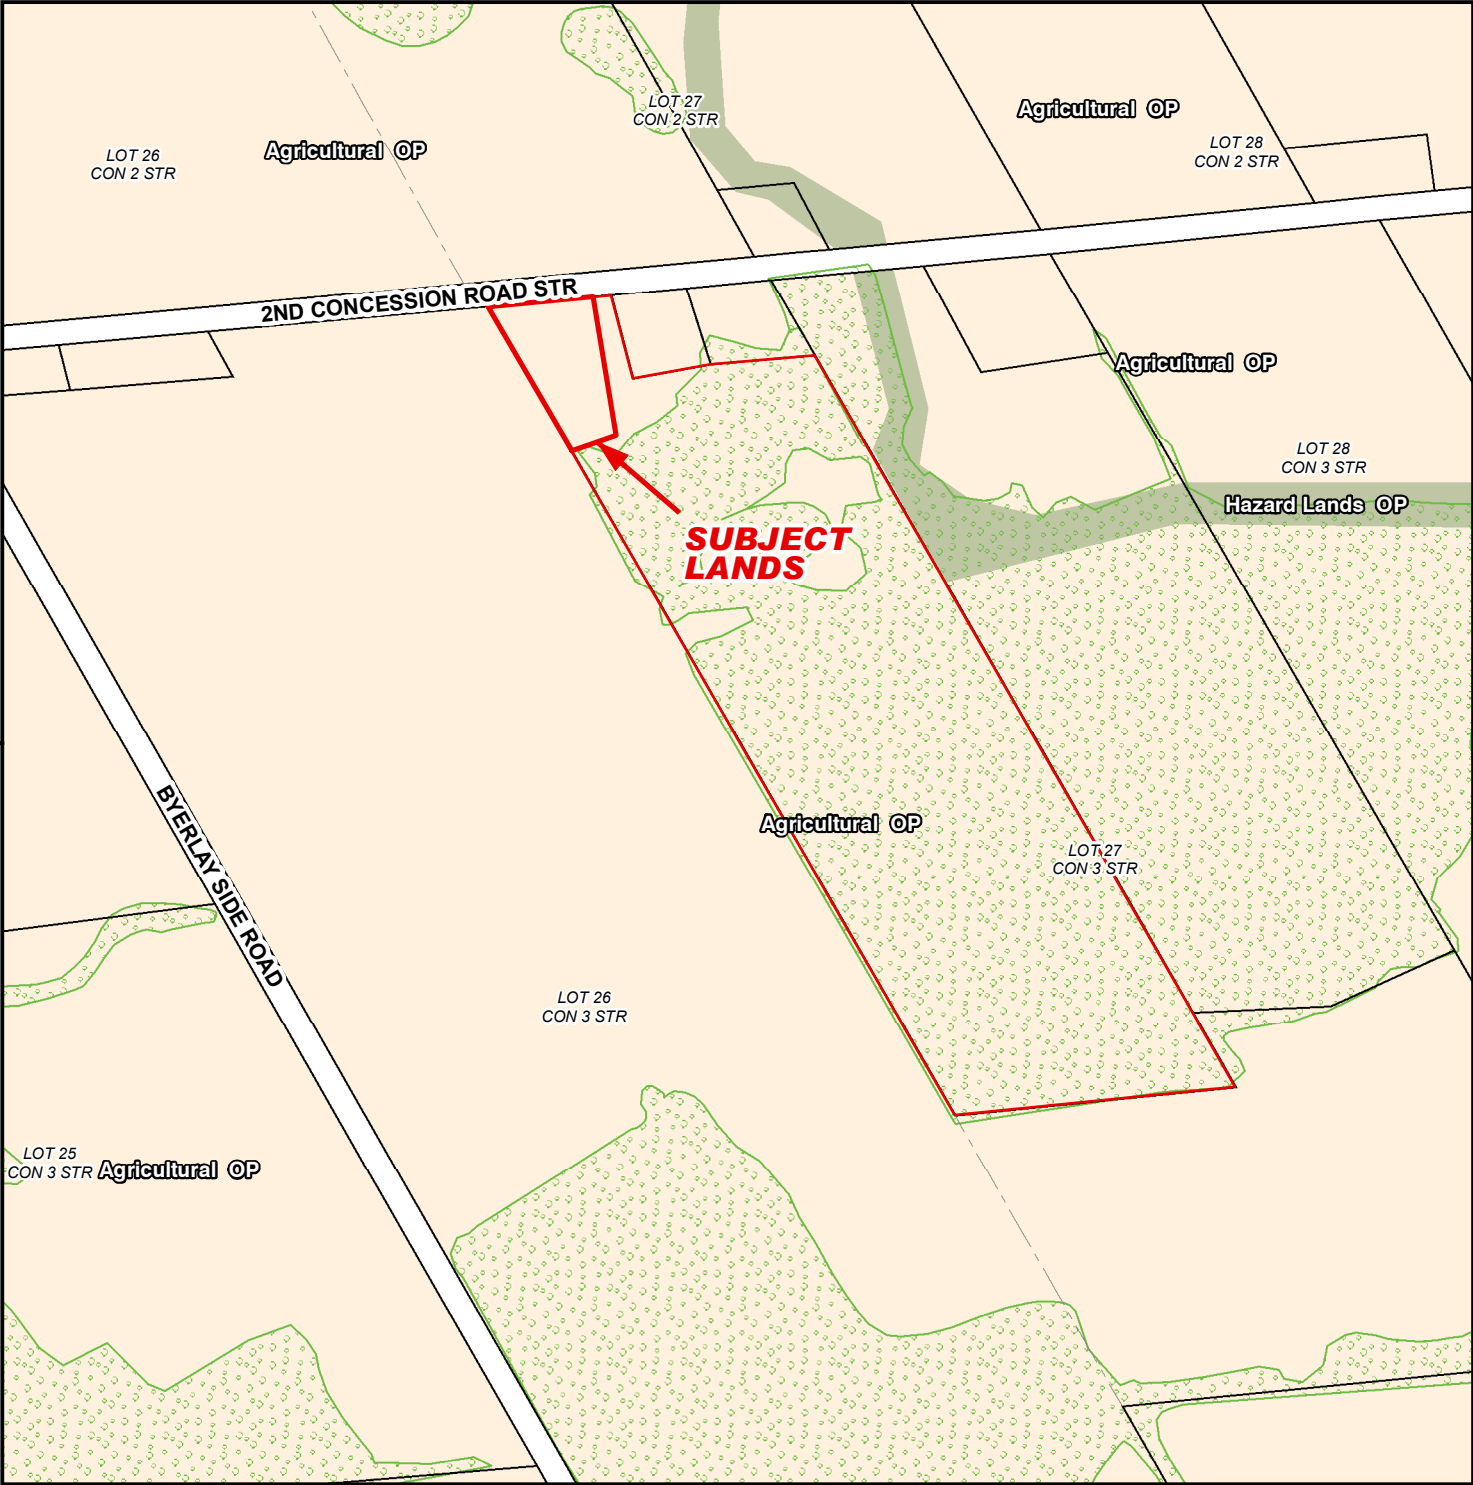 LOT 27
CON 2 STR
Agricultural OP
Agricultural OP
LOT 26
CON 2 STR
LOT 28
CON 2 STR
2ND CONCESSION ROAD STR
Agricultural OP
LOT 28
CON 3 STR
Hazard Lands OP
SUBJECT
LANDS
BYERLAY SIDE ROAD
Agricultural OP
LOT 27
CON 3 STR
LOT 26
CON 3 STR
LOT 25
CON 3 STR
Agricultural OP